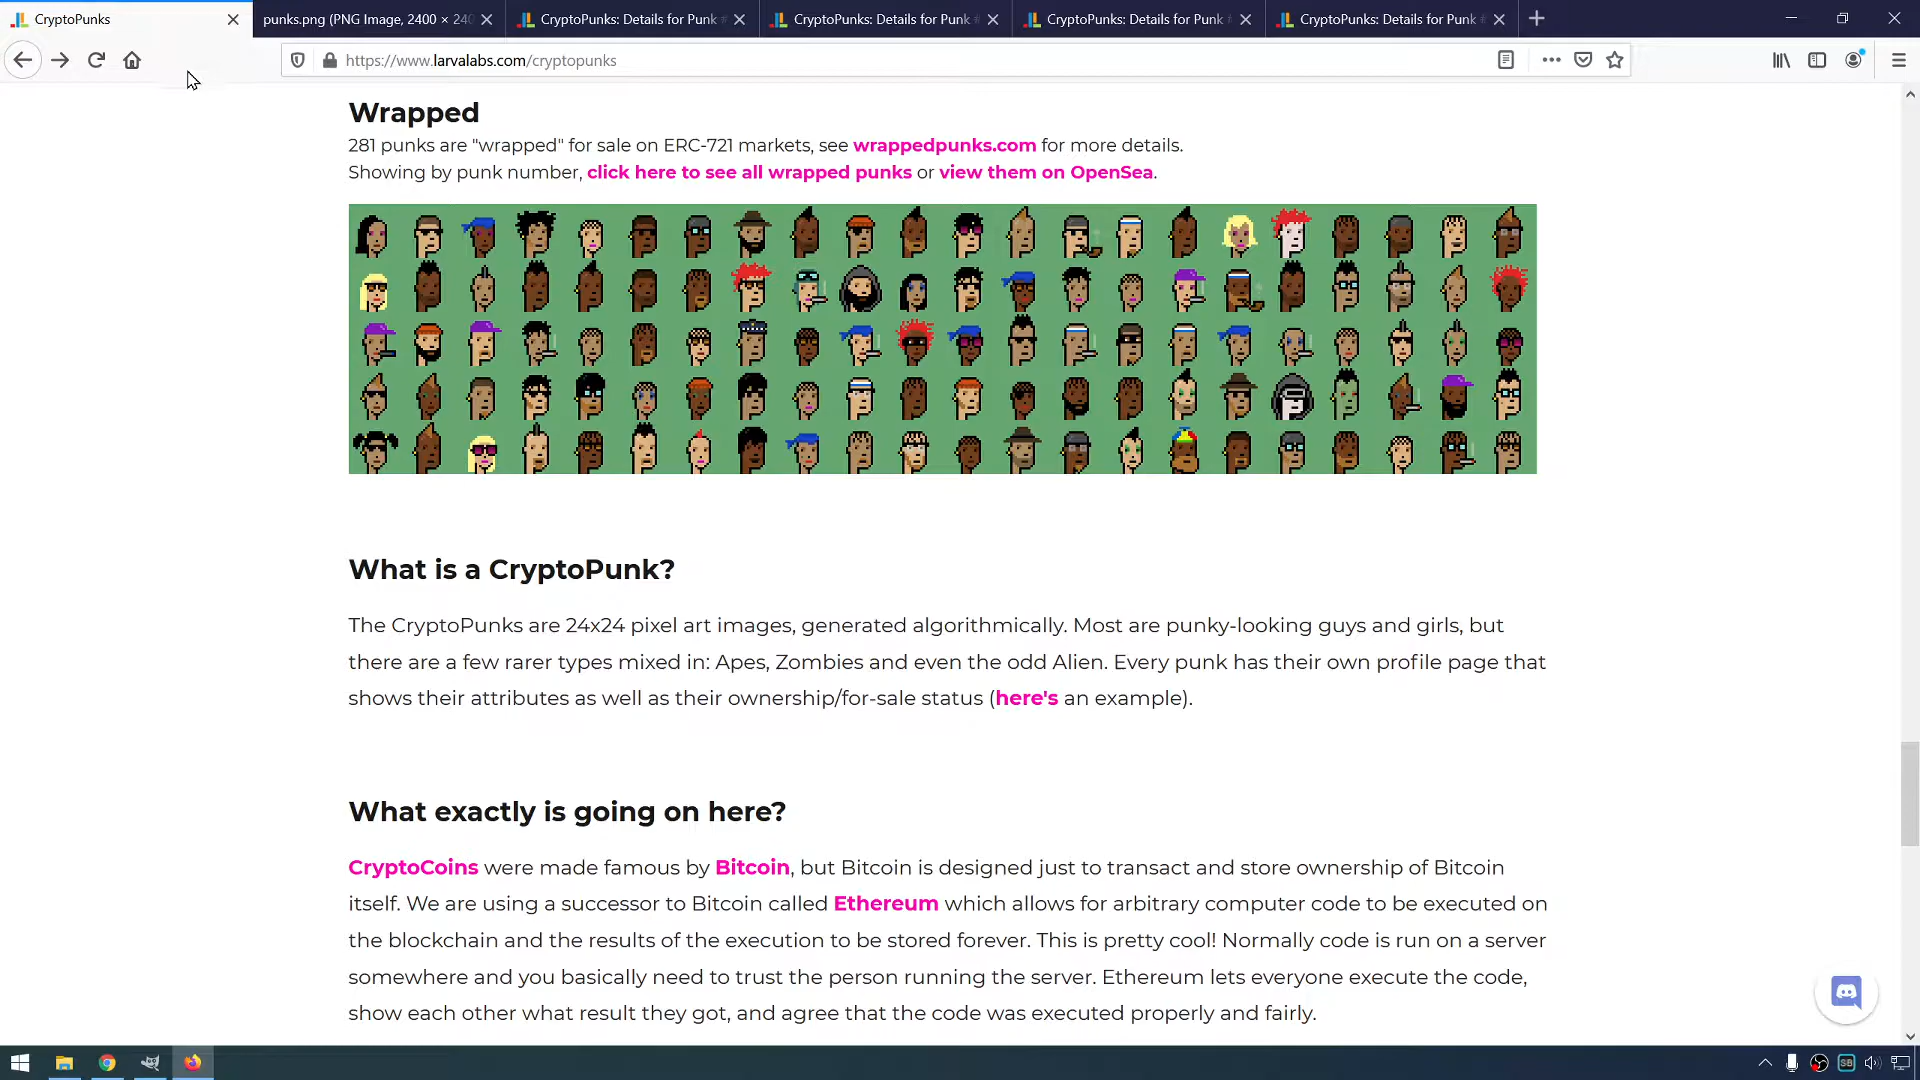 CryptoPunks
punks.png (PNG Image, 2400 × 240
CryptoPunks: Details for Punk #
CryptoPunks: Details for Punk #
CryptoPunks: Details for Punk #
CryptoPunks: Details for Punk #
https://www.larvalabs.com/cryptopunks
Wrapped
281 punks are "wrapped" for sale on ERC-721 markets, see wrappedpunks.com for more details.
Showing by punk number, click here to see all wrapped punks or view them on OpenSea.
What is a CryptoPunk?
The CryptoPunks are 24x24 pixel art images, generated algorithmically. Most are punky-looking guys and girls, but
there are a few rarer types mixed in: Apes, Zombies and even the odd Alien. Every punk has their own profile page that
shows their attributes as well as their ownership/for-sale status (here's an example).
What exactly is going on here?
CryptoCoins were made famous by Bitcoin, but Bitcoin is designed just to transact and store ownership of Bitcoin
itself. We are using a successor to Bitcoin called Ethereum which allows for arbitrary computer code to be executed on
the blockchain and the results of the execution to be stored forever. This is pretty cool! Normally code is run on a server
somewhere and you basically need to trust the person running the server. Ethereum lets everyone execute the code,
show each other what result they got, and agree that the code was executed properly and fairly.
SB